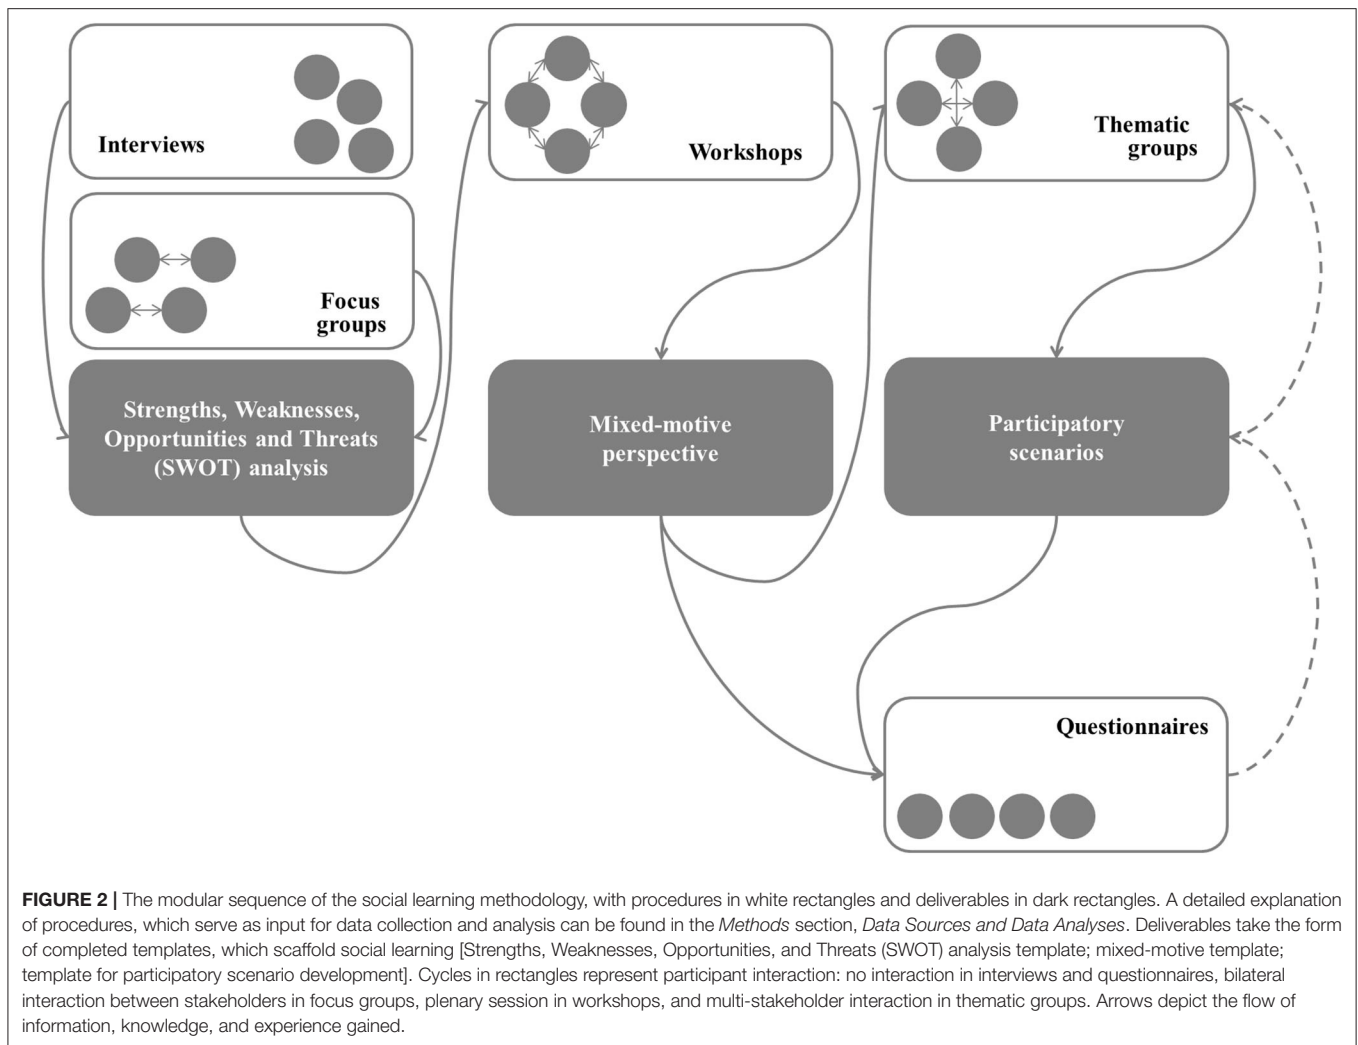 Interviews
Focus
groups
Strengths, Weaknesses,
Opportunities and Threats
(SWOT) analysis
Workshops
Mixed-motive
perspective
Thematic
groups
Participatory
scenarios
Questionnaires
FIGURE 2 | The modular sequence of the social learning methodology, with procedures in white rectangles and deliverables in dark rectangles. A detailed explanation
of procedures, which serve as input for data collection and analysis can be found in the Methods section, Data Sources and Data Analyses. Deliverables take the form
of completed templates, which scaffold social learning [Strengths, Weaknesses, Opportunities, and Threats (SWOT) analysis template; mixed-motive template;
template for participatory scenario development]. Cycles in rectangles represent participant interaction: no interaction in interviews and questionnaires, bilateral
interaction between stakeholders in focus groups, plenary session in workshops, and multi-stakeholder interaction in thematic groups. Arrows depict the flow of
information, knowledge, and experience gained.